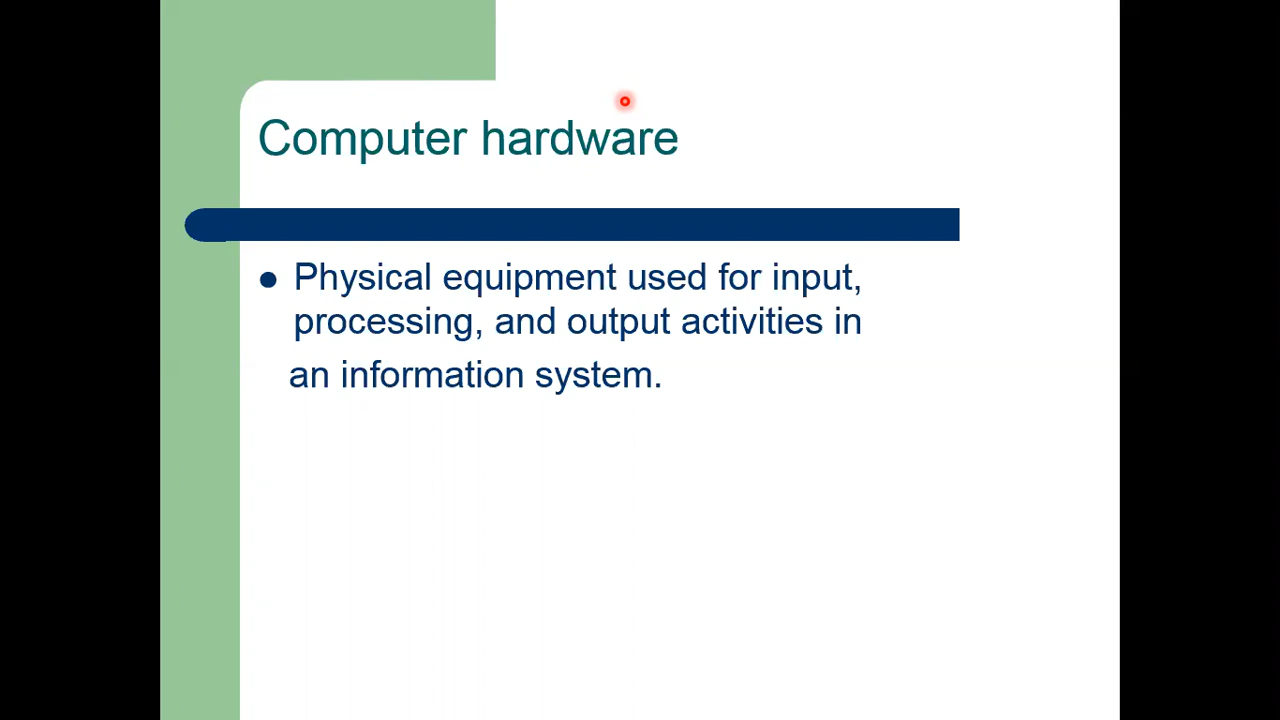 Computer hardware
Physical equipment used for input,
processing, and output activities in
an information system.